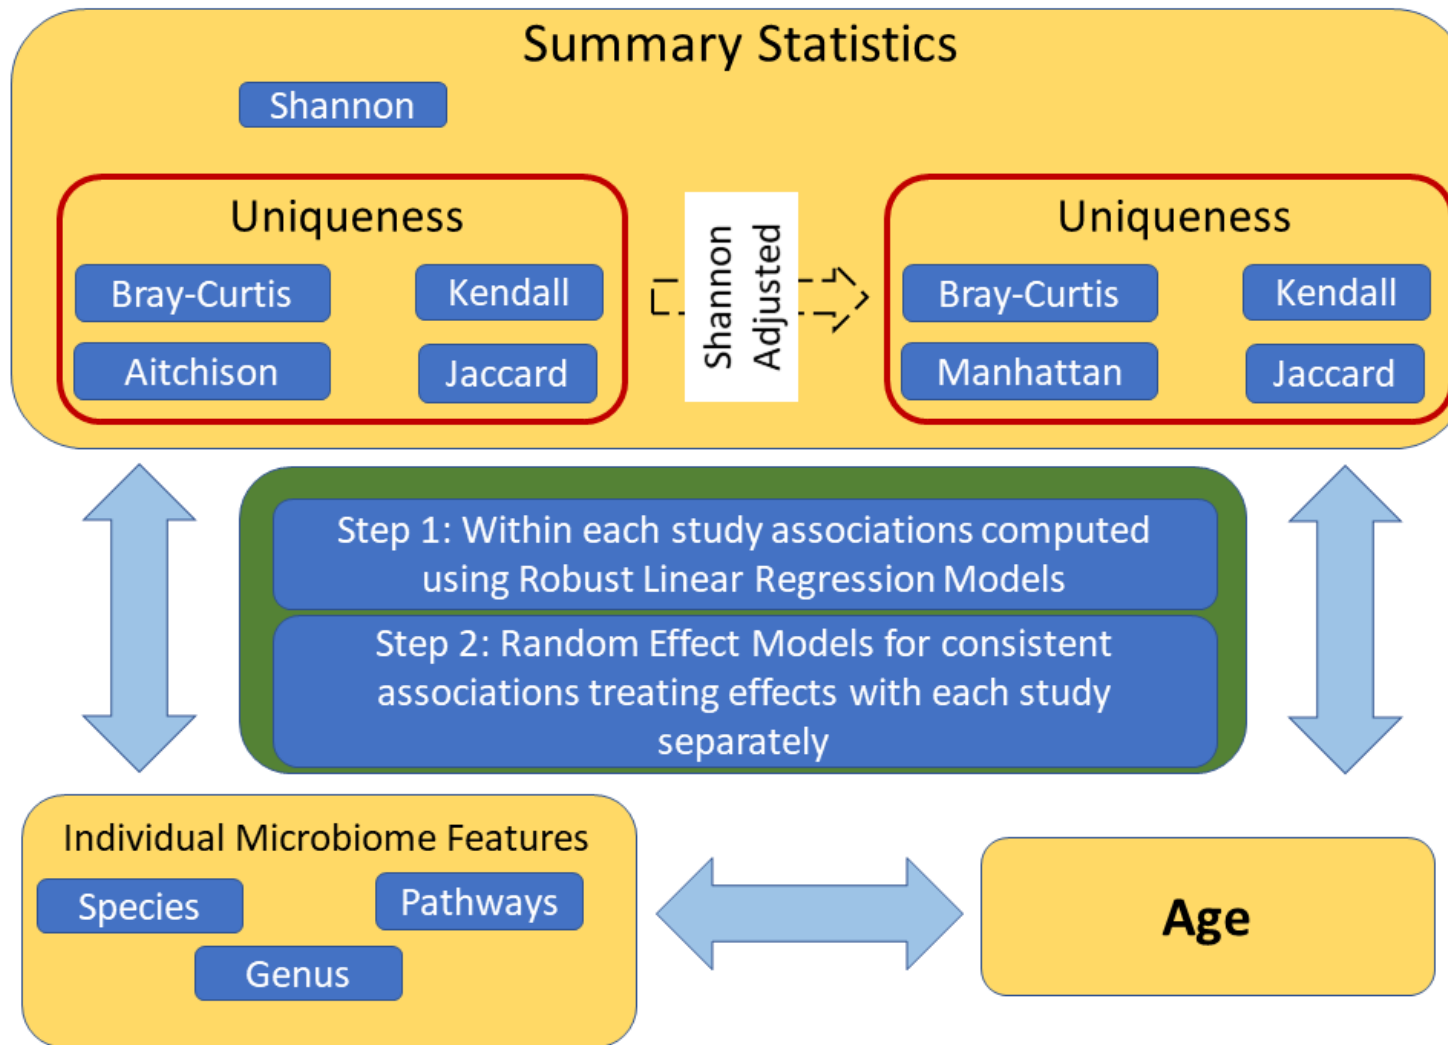 Summary Statistics
Shannon
Uniqueness
Bray-Curtis
Kendall
Aitchison
Jaccard
Shannon
Adjusted
Uniqueness
Bray-Curtis
Kendall
Manhattan
Jaccard
Step 1: Within each study associations computed
using Robust Linear Regression Models
Step 2: Random Effect Models for consistent
associations treating effects with each study
separately
Individual Microbiome Features
Species
Pathways
Genus
Age